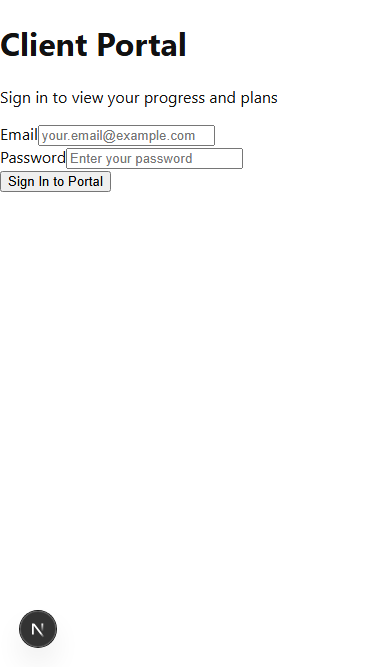 Client Portal
Sign in to view your progress and plans
Email your.email@example.com
Password Enter your password
Sign In to Portal
N